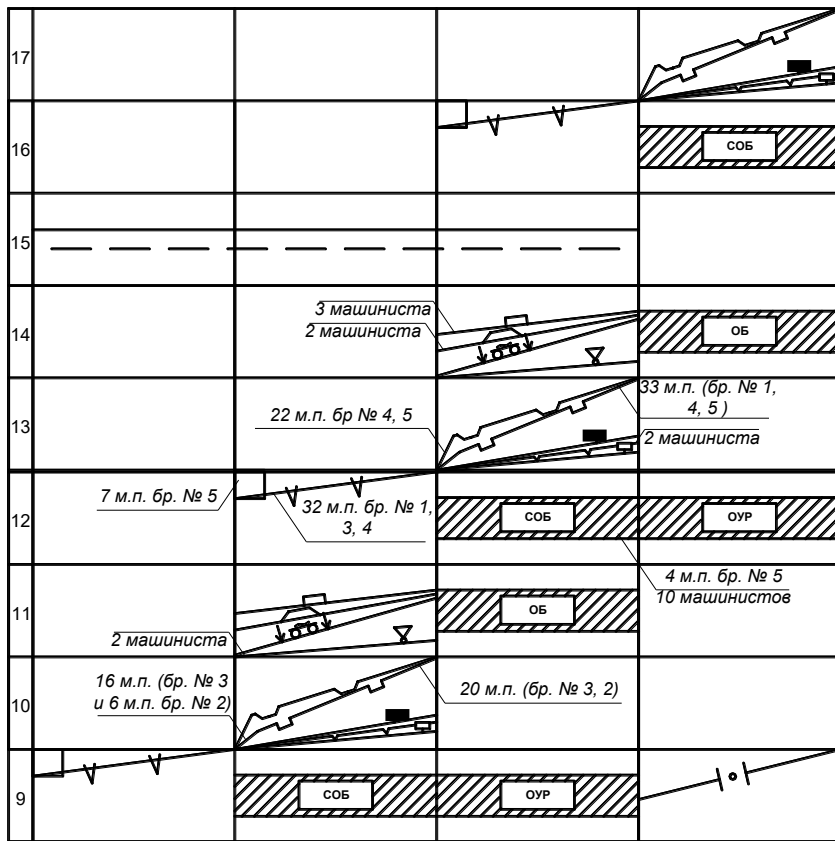 17
16
СОБ
15
14
3 машиниста
2 машиниста
ОБ
13
22 м.п. бр № 4, 5
33 м.п. (бр. № 1,
4, 5 )
2 машиниста
12
7 м.п. бр. № 5
32 м.п. бр. № 1,
3, 4
СОБ
ОУР
4 м.п. бр. № 5
10 машинистов
11
2 машиниста
ОБ
10
16 м.п. (бр. № 3
и 6 м.п. бр. № 2)
20 м.п. (бр. № 3, 2)
9
СОБ
ОУР